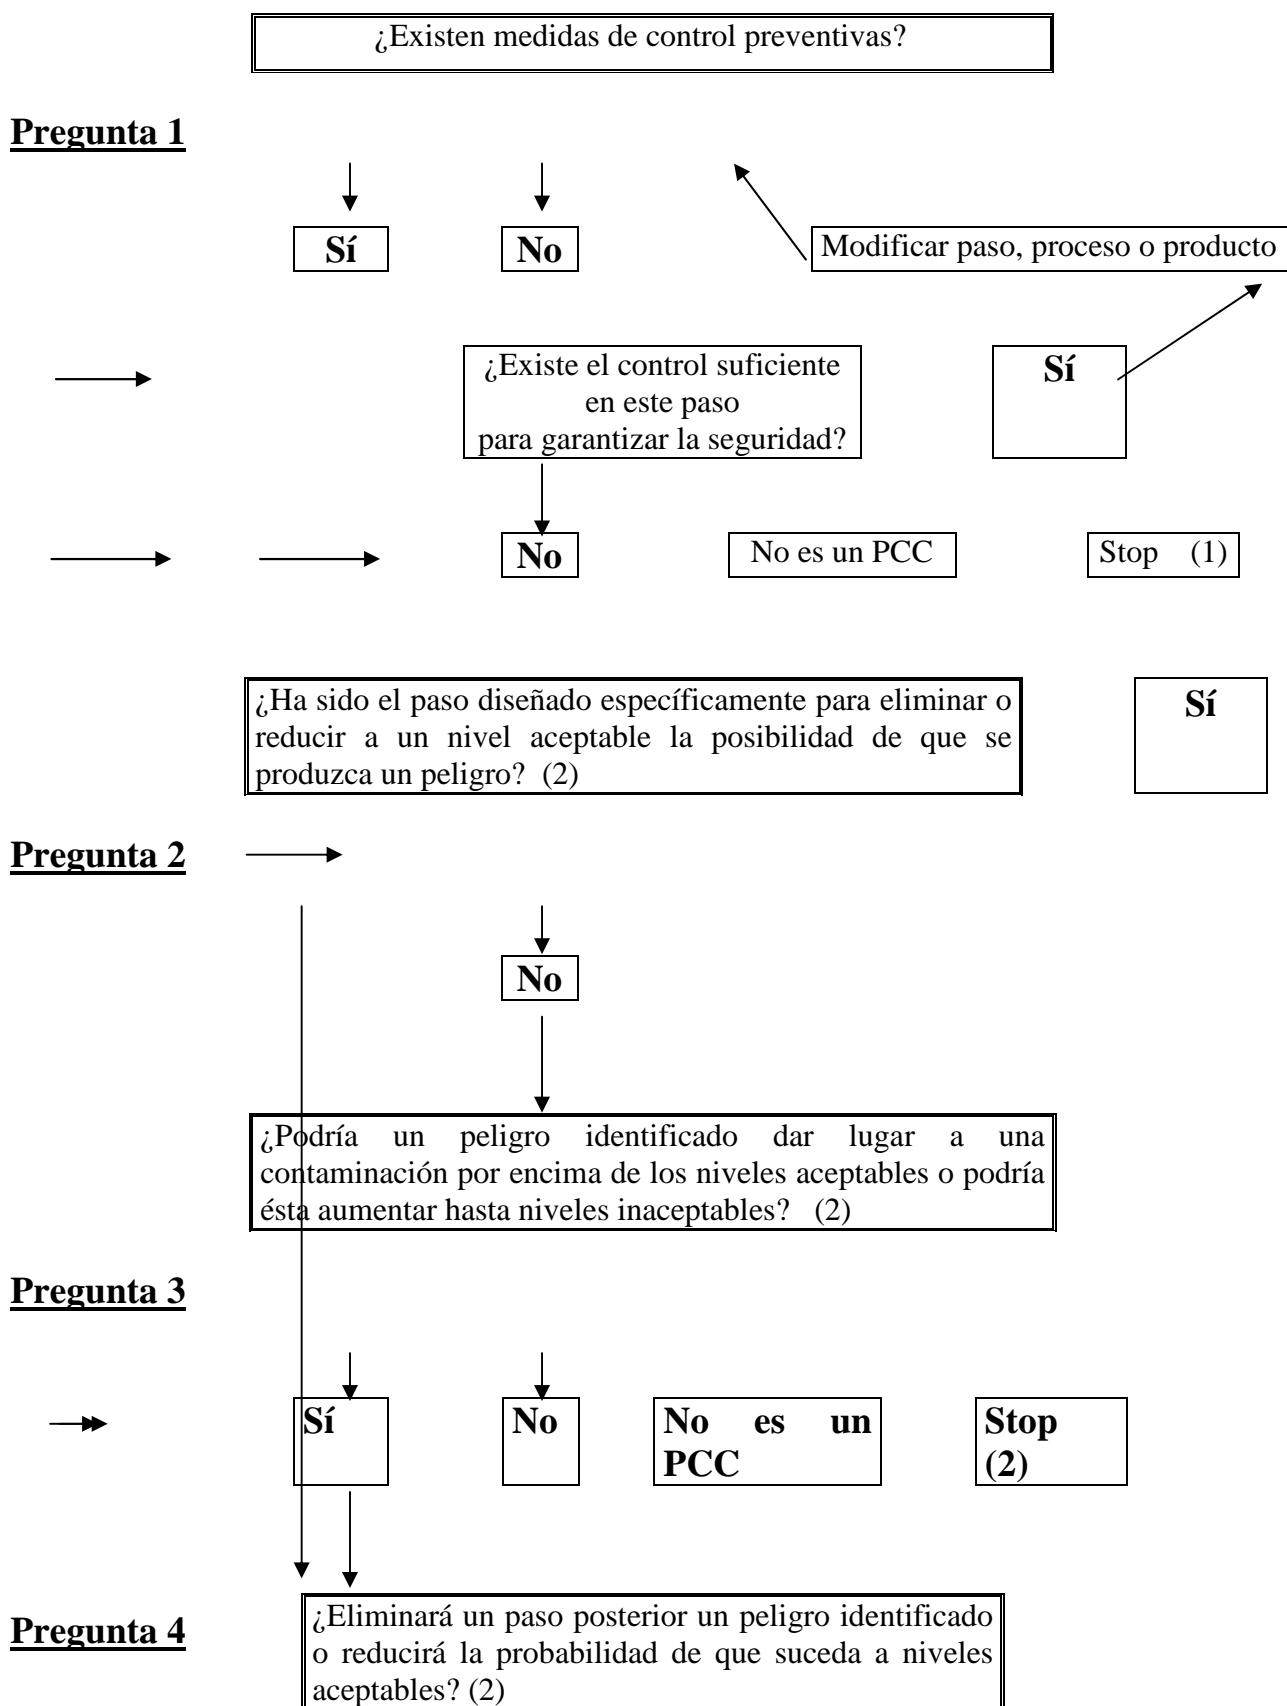 ¿Existen medidas de control preventivas?
Pregunta 1
Sí
No
Modificar paso, proceso o producto
¿Existe el control suficiente
en este paso
para garantizar la seguridad?
Sí
No
No es un PCC
Stop (1)
¿Ha sido el paso diseñado específicamente para eliminar o
reducir a un nivel aceptable la posibilidad de que se
produzca un peligro? (2)
Sí
Pregunta 2
No
¿Podría un peligro identificado dar lugar a una
contaminación por encima de los niveles aceptables o podría
ésta aumentar hasta niveles inaceptables? (2)
Pregunta 3
Sí
No
No es un
PCC
Stop
(2)
Pregunta 4
¿Eliminará un paso posterior un peligro identificado
o reducirá la probabilidad de que suceda a niveles
aceptables? (2)